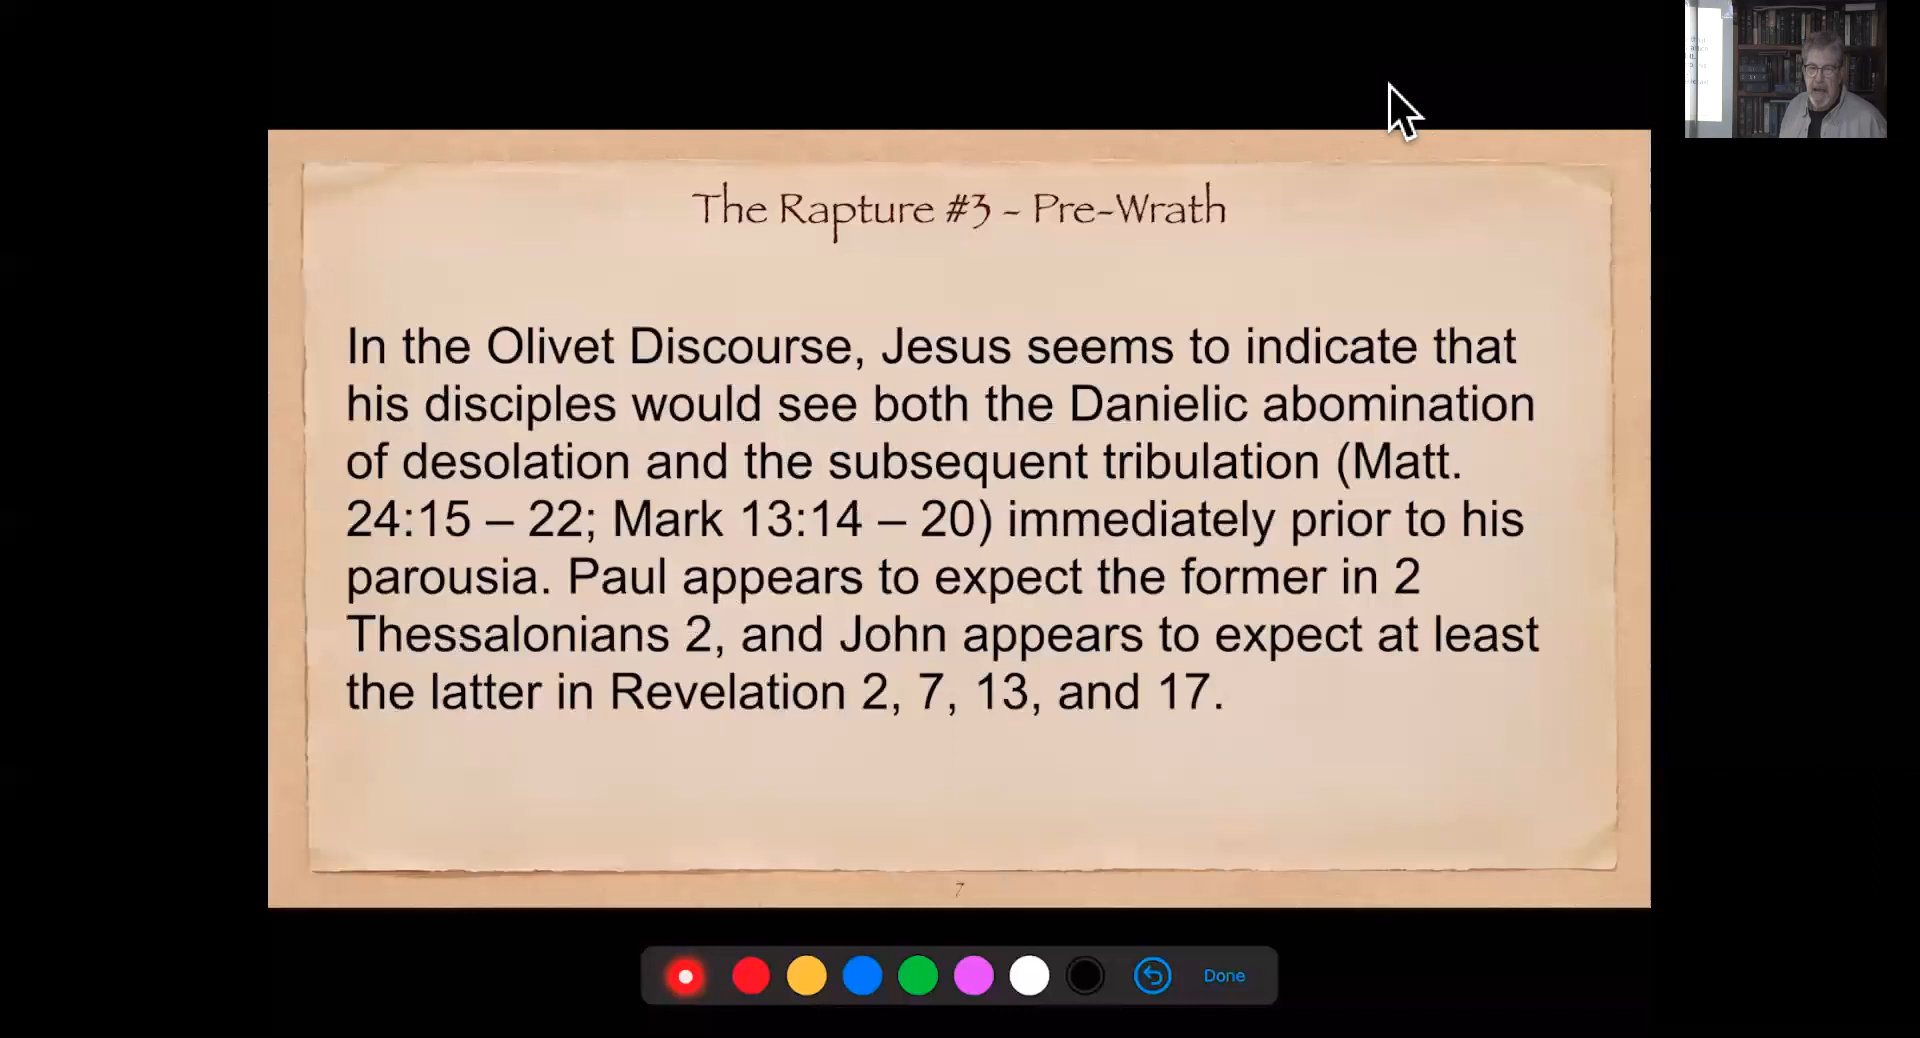 The Rapture #3 - Pre-Wrath
In the Olivet Discourse, Jesus seems to indicate that
his disciples would see both the Danielic abomination
of desolation and the subsequent tribulation (Matt.
24:15 – 22; Mark 13:14 – 20) immediately prior to his
parousia. Paul appears to expect the former in 2
Thessalonians 2, and John appears to expect at least
the latter in Revelation 2, 7, 13, and 17.
7
Done